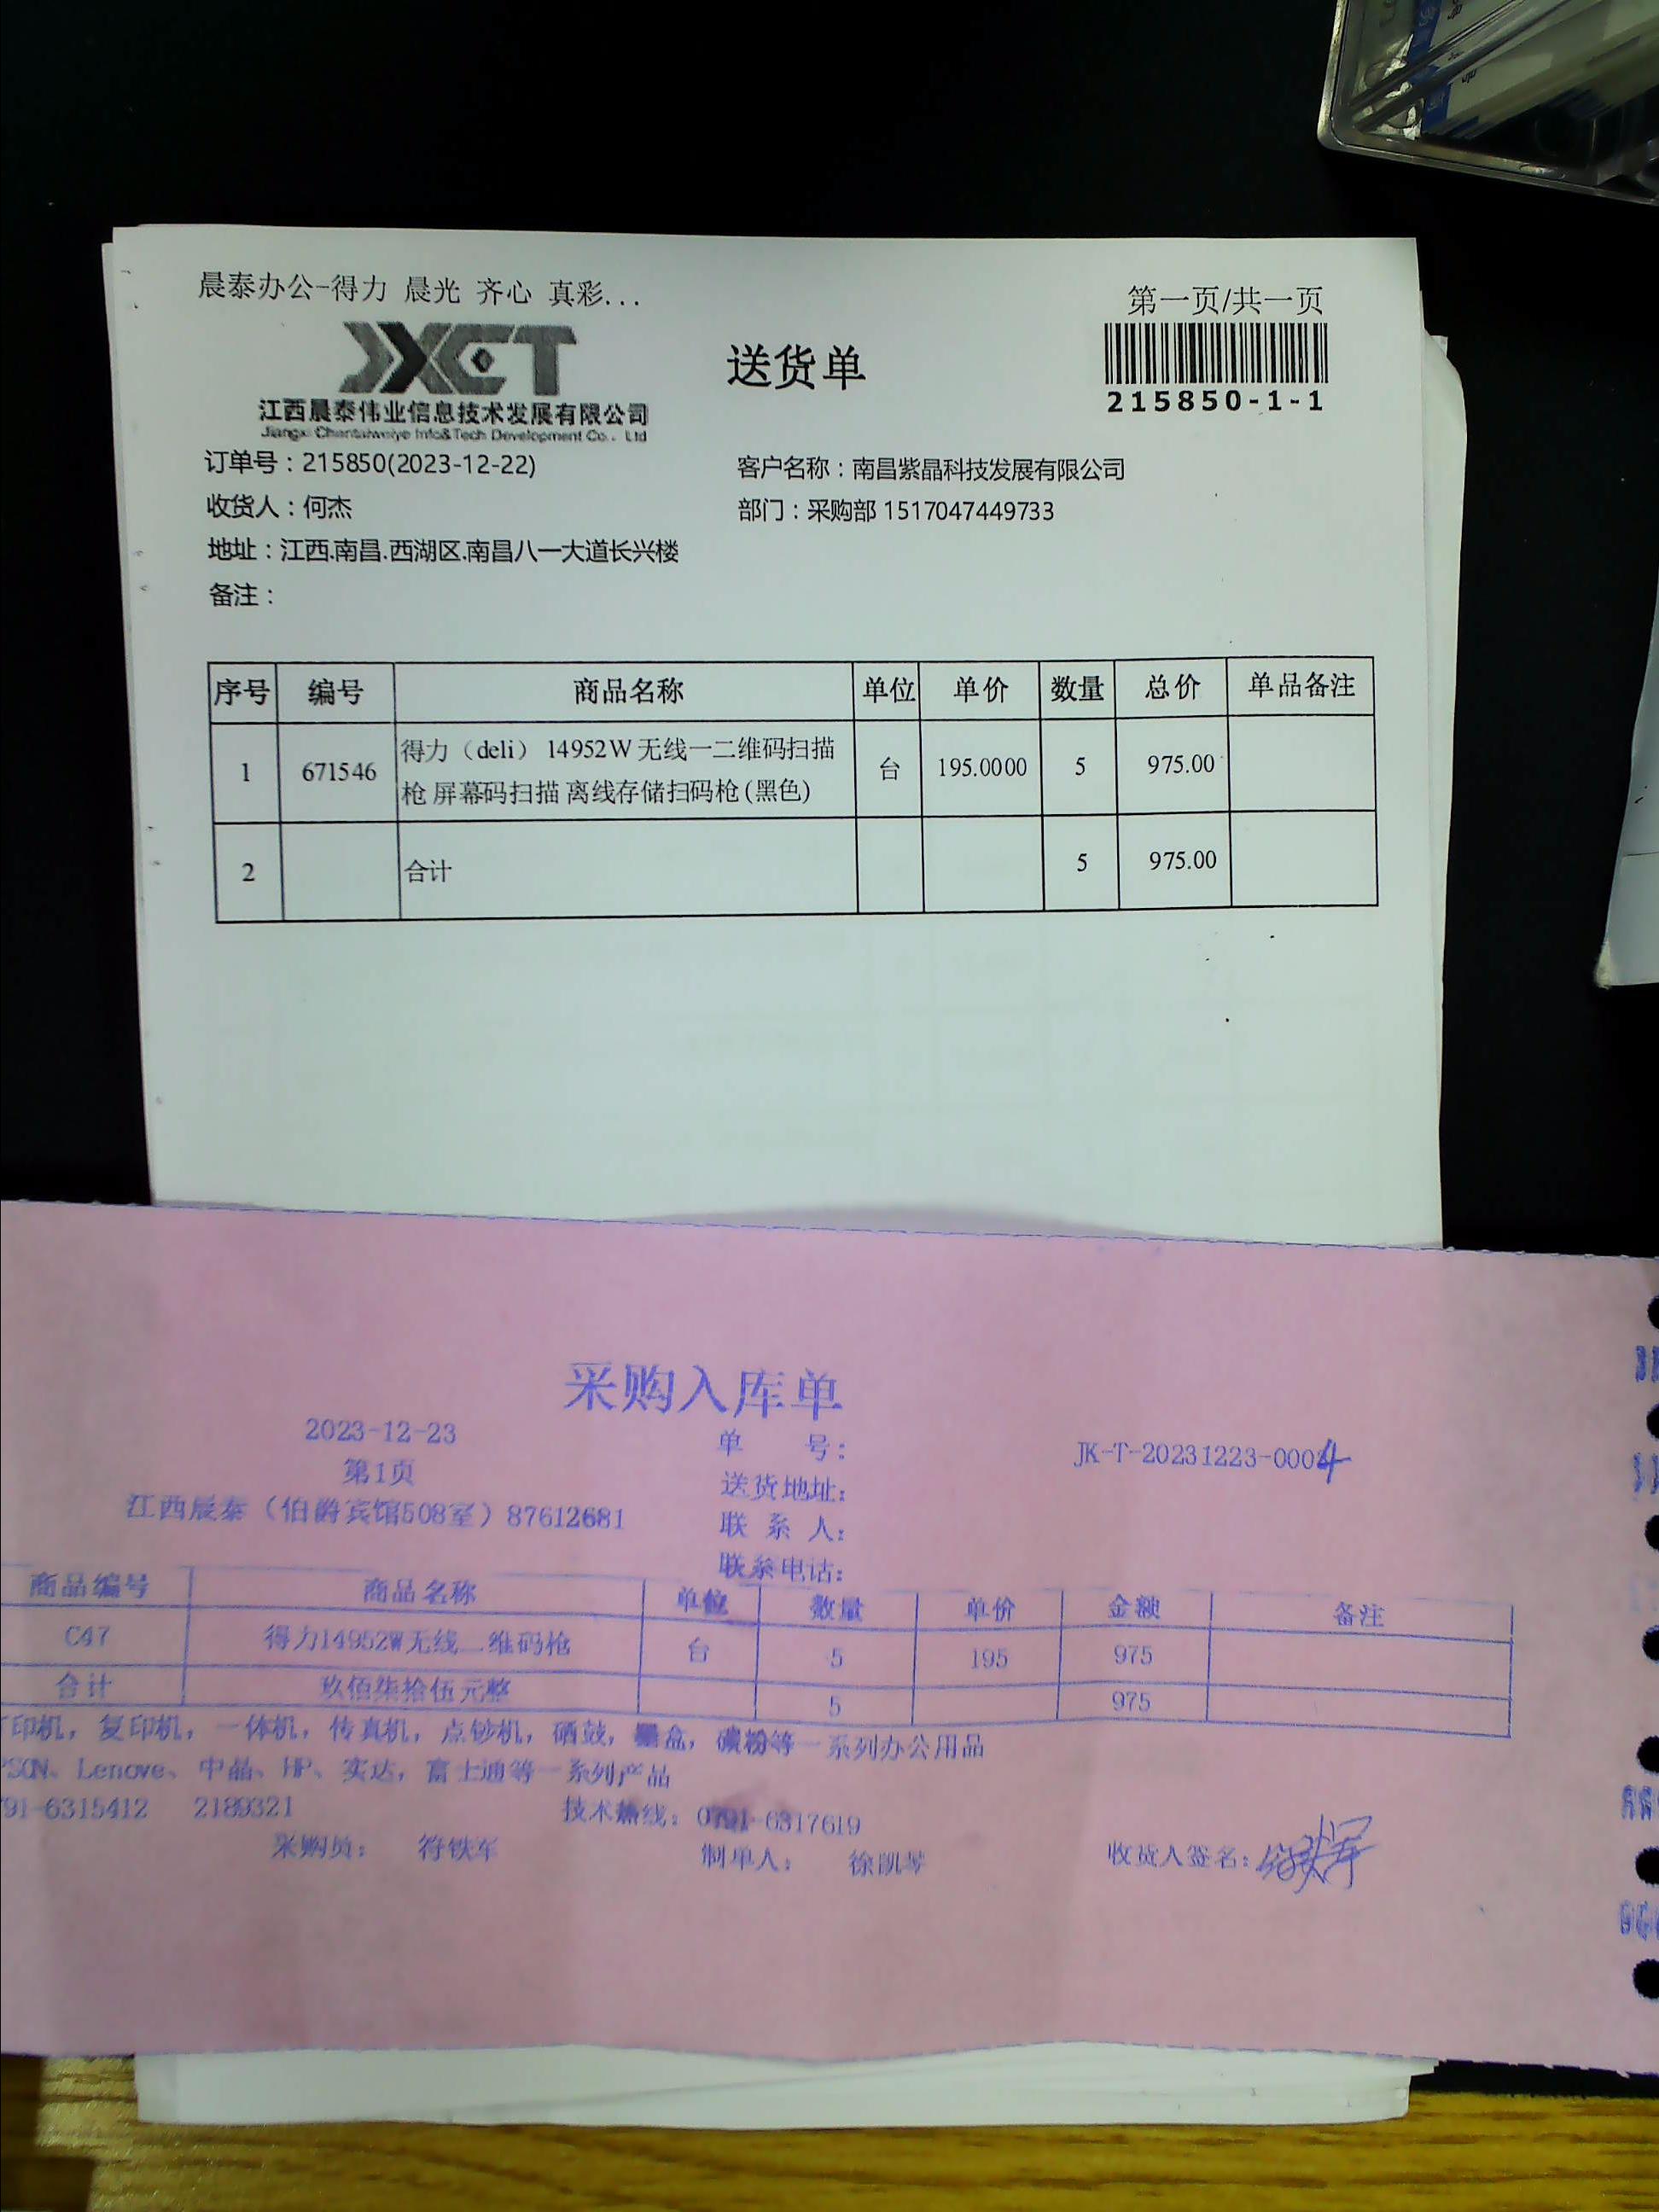 晨泰办公-得力 晨光 齐心 真彩...
第一页/共一页
JXCT
送货单
215850-1-1
江西晨泰伟业信息技术发展有限公司
Jiangxi Chentaiweiye Info&Tech Development Co., Ltd
订单号：215850(2023-12-22)
客户名称：南昌紫晶科技发展有限公司
收货人：何杰
部门：采购部 1517047449733
地址：江西.南昌.西湖区.南昌八一大道长兴楼
备注：
序号 编号 商品名称 单位 单价 数量 总价 单品备注
1 671546 得力（deli） 14952W 无线一二维码扫描 台 195.0000 5 975.00
枪 屏幕码扫描 离线存储扫码枪 (黑色)
2 合计 5 975.00
采购入库单
2023-12-23
单 号： JK-T-20231223-0004
第1页
送货地址：
江西晨泰（伯爵宾馆508室）87612681
联 系 人：
联系电话：
商品编号 商品名称 单位 数量 单价 金额 备注
C47 得力14952W无线二维码枪 台 5 195 975
合计 玖佰柒拾伍元整 5 975
印机，复印机，一体机，传真机，点钞机，硒鼓，墨盒，碳粉等一系列办公用品
PSON、Lenove、中晶、HP、实达，富士通等一系列产品
791-6315412 2189321 技术热线：0791-6317619
采购员： 符铁军 制单人： 徐凯琴 收货人签名：